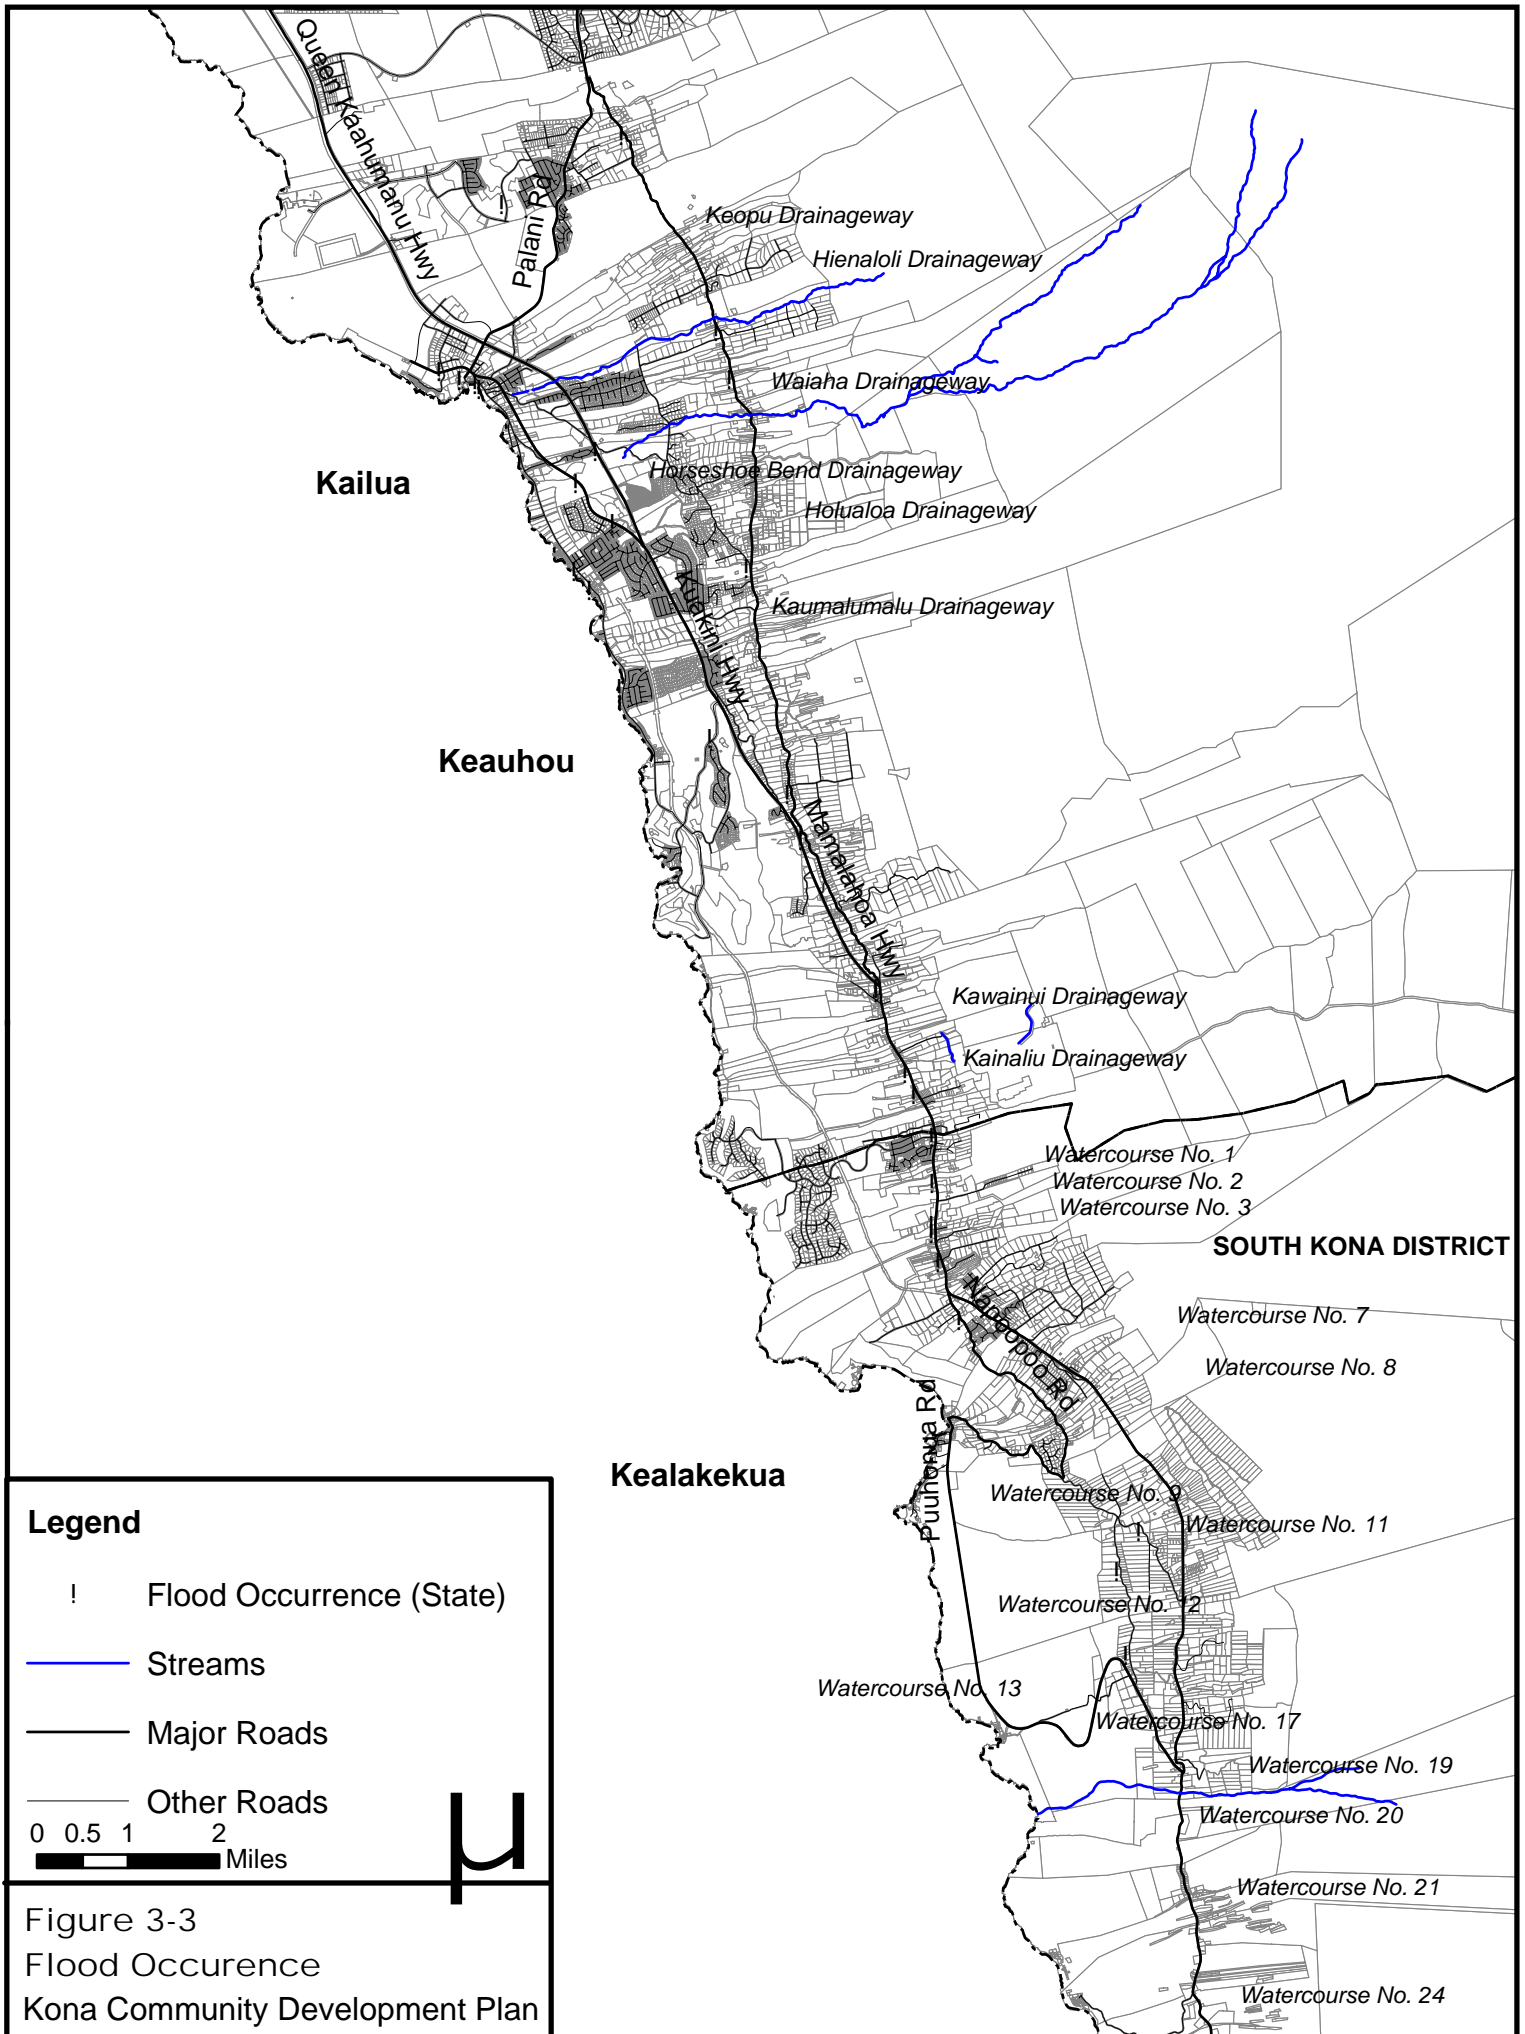 Queen Kaahumanu Hwy
Palani Rd
Keopu Drainageway
Hienaloli Drainageway
Waiaha Drainageway
Kailua
Horseshoe Bend Drainageway
Holualoa Drainageway
Kuakini Hwy
Kaumalumalu Drainageway
Keauhou
Mamalahoa Hwy
Kawainui Drainageway
Kainaliu Drainageway
Watercourse No. 1
Watercourse No. 2
Watercourse No. 3
SOUTH KONA DISTRICT
Napoopoo Rd
Watercourse No. 7
Watercourse No. 8
Puuhonua Rd
Kealakekua
Watercourse No. 9
Watercourse No. 11
Watercourse No. 12
Watercourse No. 13
Watercourse No. 17
Watercourse No. 19
Watercourse No. 20
Watercourse No. 21
Watercourse No. 24
Legend
! Flood Occurrence (State)
Streams
Major Roads
Other Roads
0 0.5 1 2
Miles
µ
Figure 3-3
Flood Occurence
Kona Community Development Plan